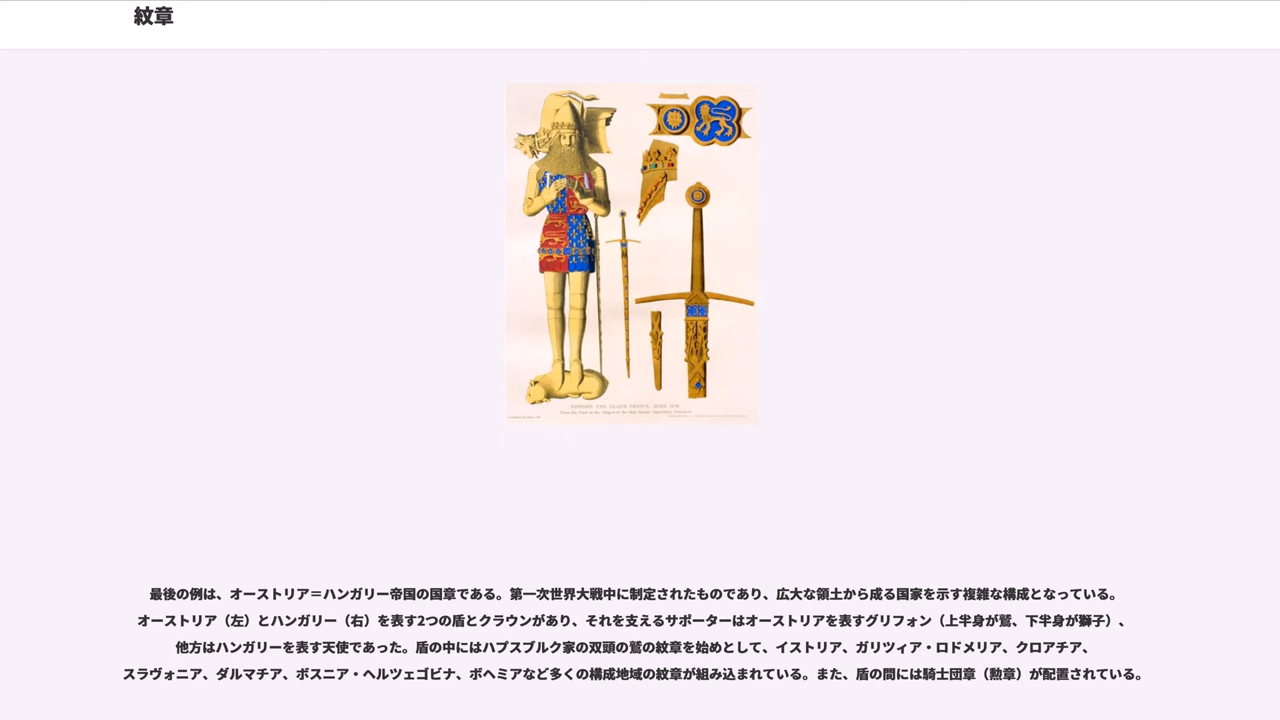 紋章
EDWARD THE BLACK PRINCE, DIED 1376.
最後の例は、オーストリア＝ハンガリー帝国の国章である。第一次世界大戦中に制定されたものであり、広大な領土から成る国家を示す複雑な構成となっている。
オーストリア（左）とハンガリー（右）を表す2つの盾とクラウンがあり、それを支えるサポーターはオーストリアを表すグリフォン（上半身が鷲、下半身が獅子）、
他方はハンガリーを表す天使であった。盾の中にはハプスブルク家の双頭の鷲の紋章を始めとして、イストリア、ガリツィア・ロドメリア、クロアチア、
スラヴォニア、ダルマチア、ボスニア・ヘルツェゴビナ、ボヘミアなど多くの構成地域の紋章が組み込まれている。また、盾の間には騎士団章（勲章）が配置されている。